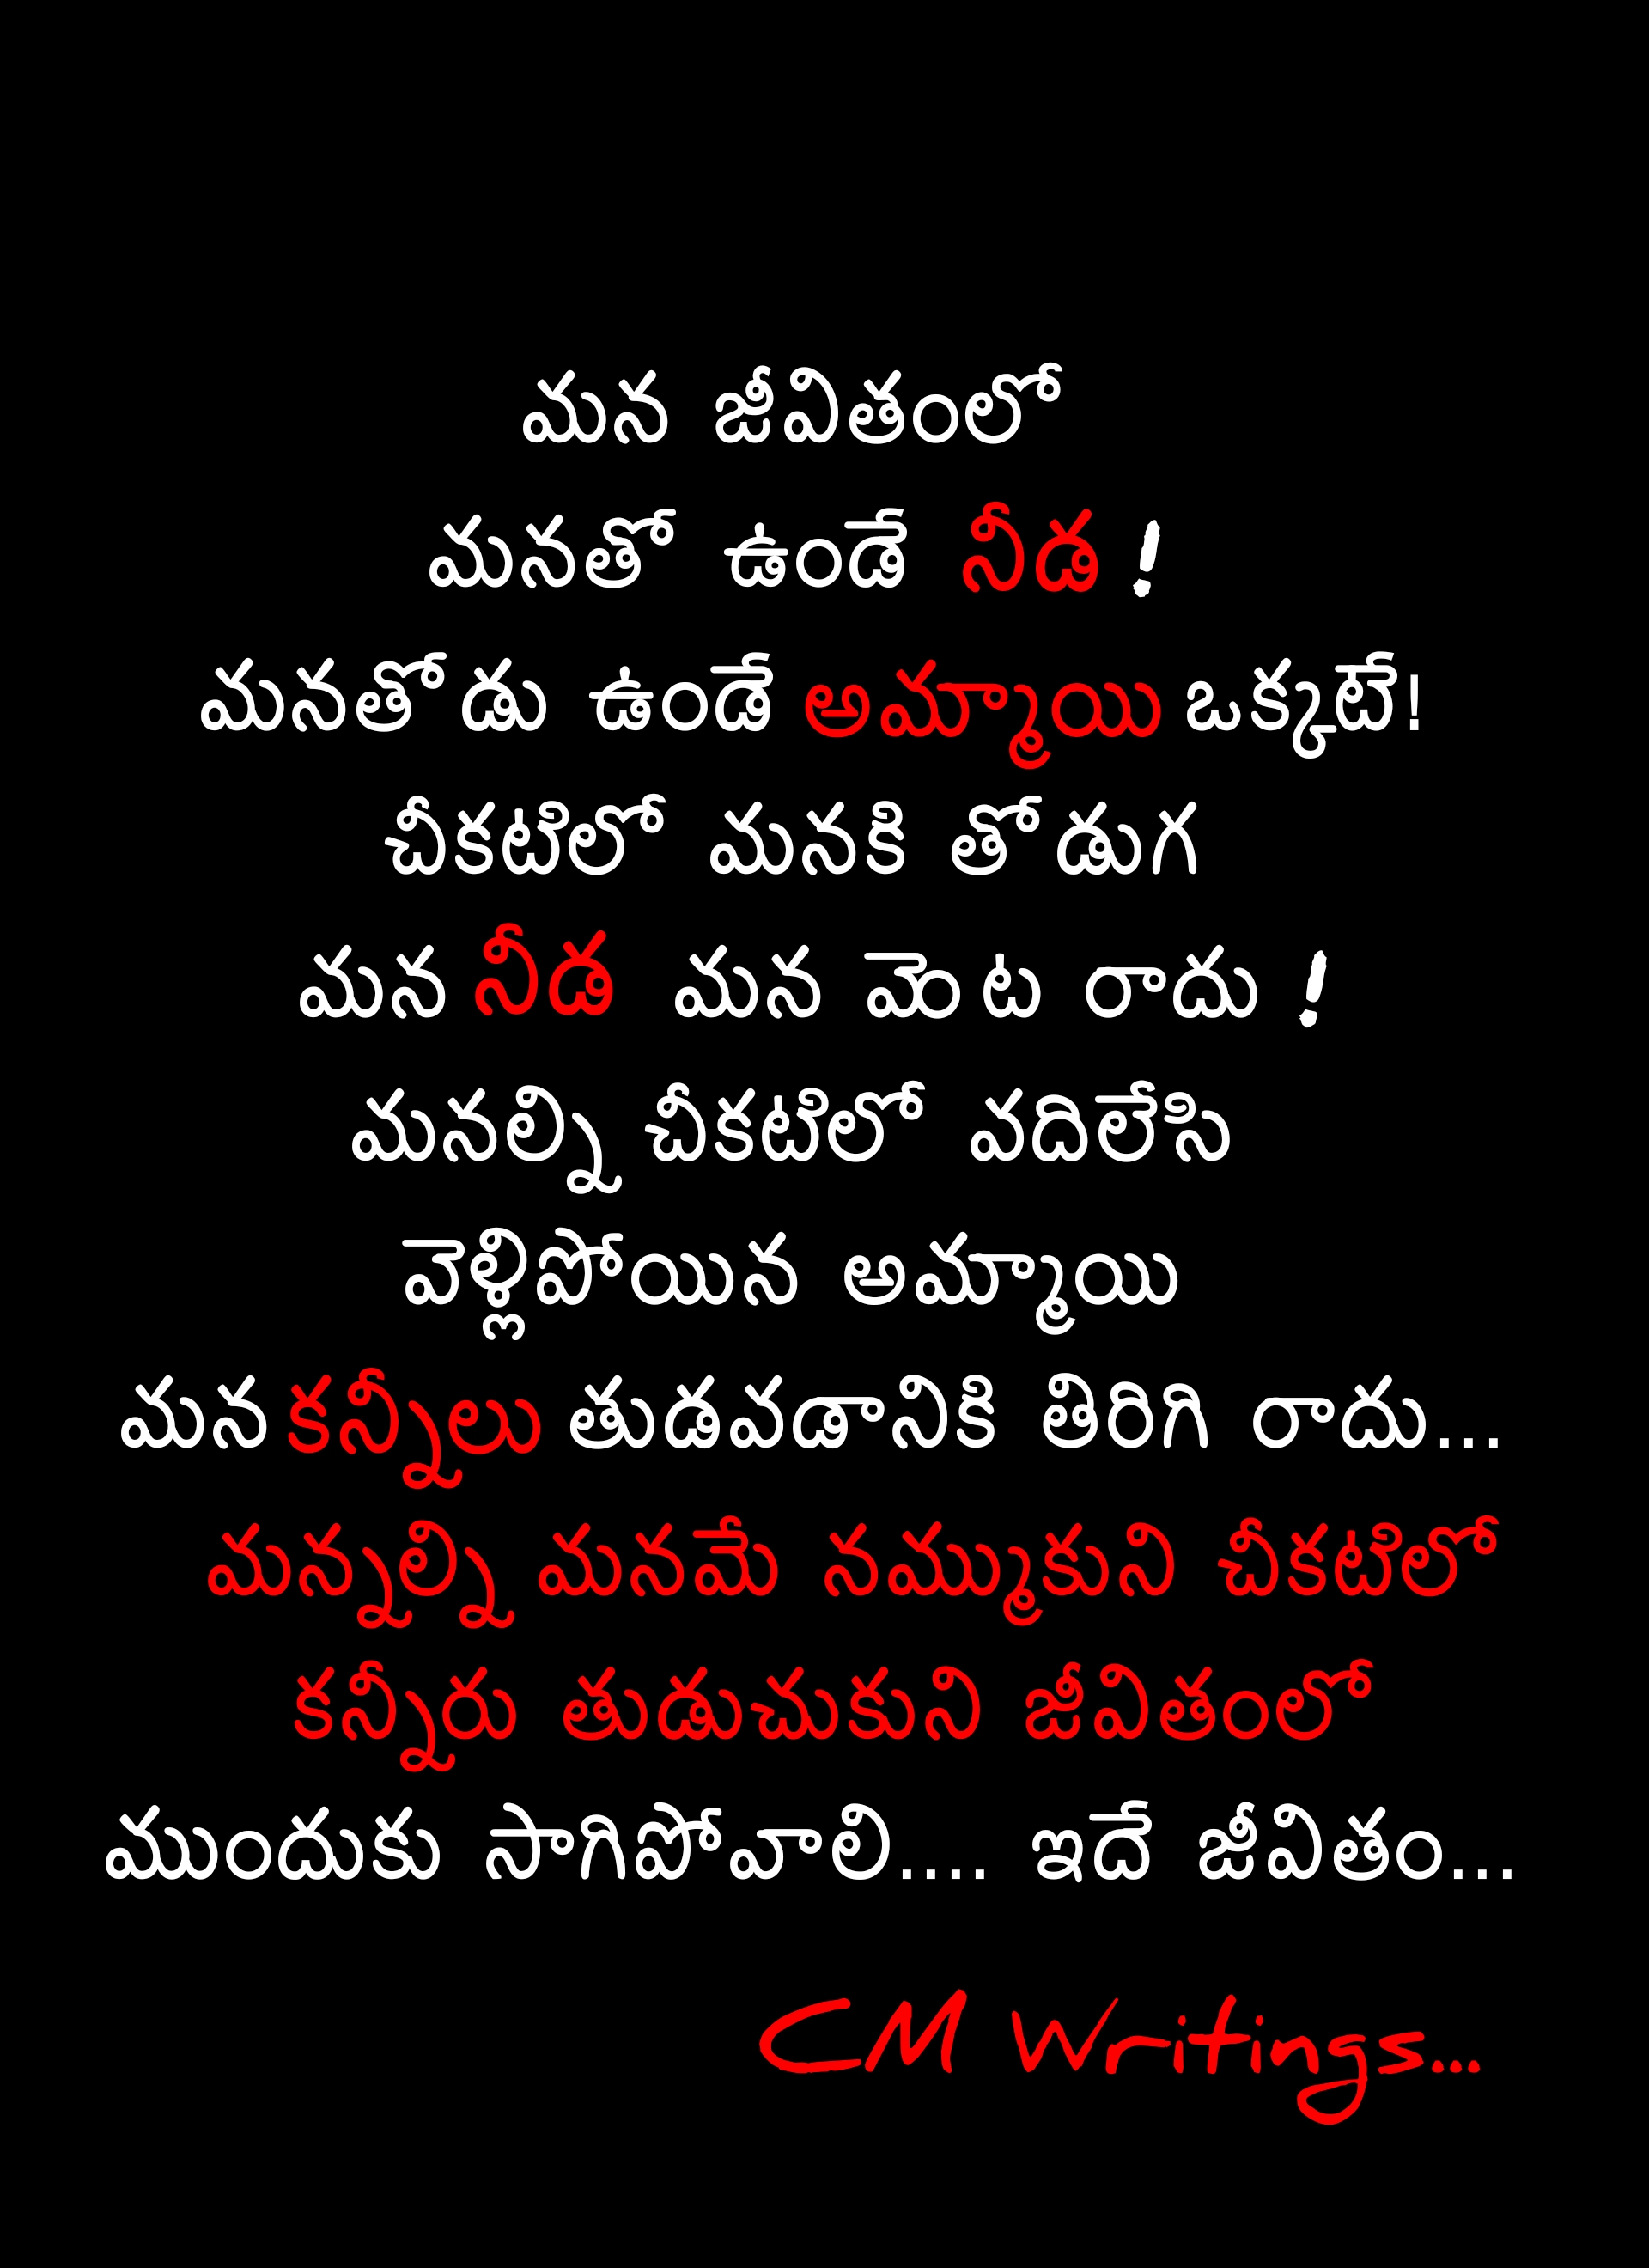 మన జీవితంలో
మనతో ఉండే నీడ !
మనతోడు ఉండే అమ్మాయి ఒక్కటే!
చీకటిలో మనకి తోడుగ
మన నీడ మన వెంట రాదు !
మనల్ని చీకటిలో వదిలేసి
వెళ్ళిపోయిన అమ్మాయి
మన కన్నీలు తుడవడానికి తిరిగి రాదు...
మన్నల్ని మనమే నమ్ముకుని చీకటిలో
కన్నీరు తుడుచుకుని జీవితంలో
ముందుకు సాగిపోవాలి.... ఇదే జీవితం...
CM Writings...